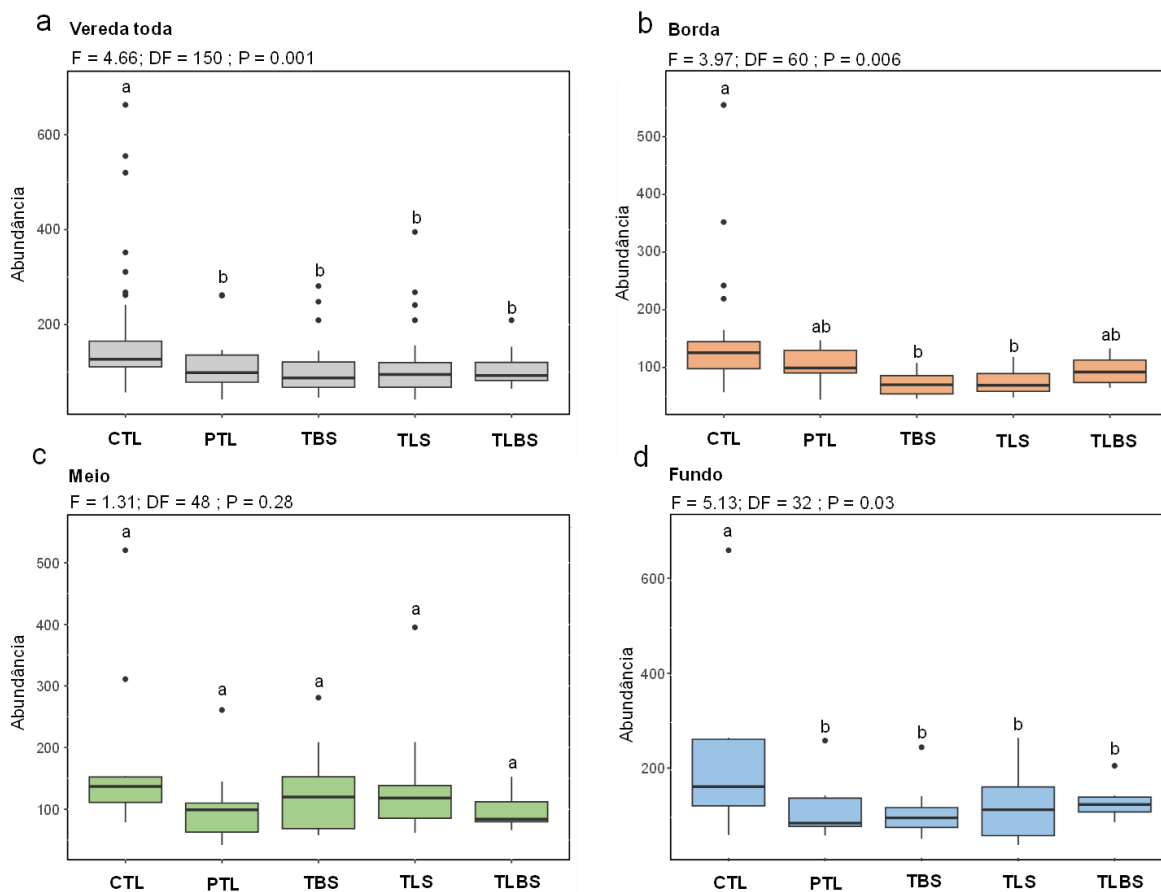 a Vereda toda
F = 4.66; DF = 150 ; P = 0.001
Abundância
600
400
200
a
b
b
b
b
CTL PTL TBS TLS TLBS
b Borda
F = 3.97; DF = 60 ; P = 0.006
Abundância
500
400
300
200
100
a
ab
b
b
ab
CTL PTL TBS TLS TLBS
c Meio
F = 1.31; DF = 48 ; P = 0.28
Abundância
500
400
300
200
100
a
a
a
a
a
CTL PTL TBS TLS TLBS
d Fundo
F = 5.13; DF = 32 ; P = 0.03
Abundância
600
400
200
a
b
b
b
b
CTL PTL TBS TLS TLBS